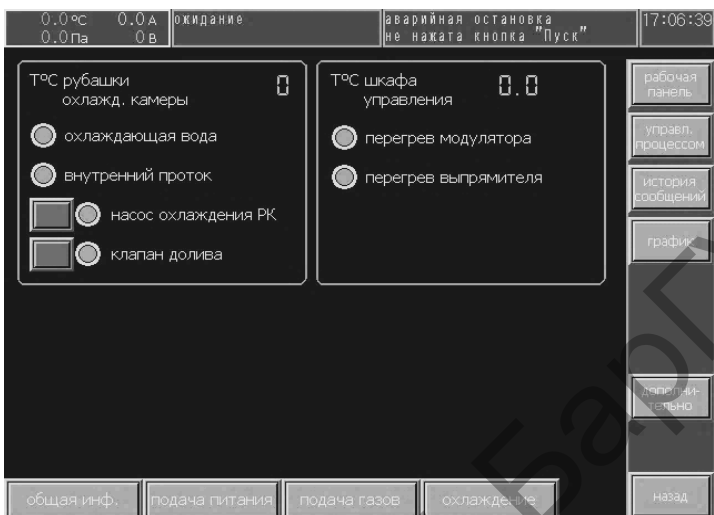 0.0 °C 0.0 А ожидание аварийная остановка 17:06:39
0.0 Па 0 В не нажата кнопка "Пуск"
Т°С рубашки
охлажд. камеры 0
охлаждающая вода
внутренний проток
насос охлаждения РК
клапан долива
Т°С шкафа
управления 0.0
перегрев модулятора
перегрев выпрямителя
рабочая
панель
управл.
процессом
история
сообщений
график
дополни-
тельно
назад
общая инф. подача питания подача газов охлаждение
БарГ